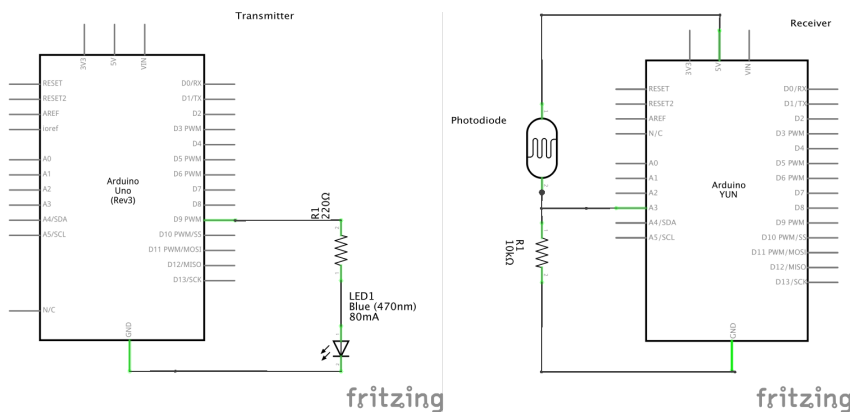 Transmitter
3V3
5V
VIN
RESET
RESET2
AREF
ioref
A0
A1
A2
A3
A4/SDA
A5/SCL
N/C
Arduino
Uno
(Rev3)
D0/RX
D1/TX
D2
D3 PWM
D4
D5 PWM
D6 PWM
D7
D8
D9 PWM
D10 PWM/SS
D11 PWM/MOSI
D12/MISO
D13/SCK
GND
R1
220Ω
LED1
Blue (470nm)
80mA
fritzing
Receiver
3V3
5V
VIN
Photodiode
1
2
RESET
RESET2
AREF
N/C
A0
A1
A2
A3
A4/SDA
A5/SCL
Arduino
YUN
D0/RX
D1/TX
D2
D3 PWM
D4
D5 PWM
D6 PWM
D7
D8
D9 PWM
D10 PWM/SS
D11 PWM/MOSI
D12/MISO
D13/SCK
GND
R1
10kΩ
fritzing